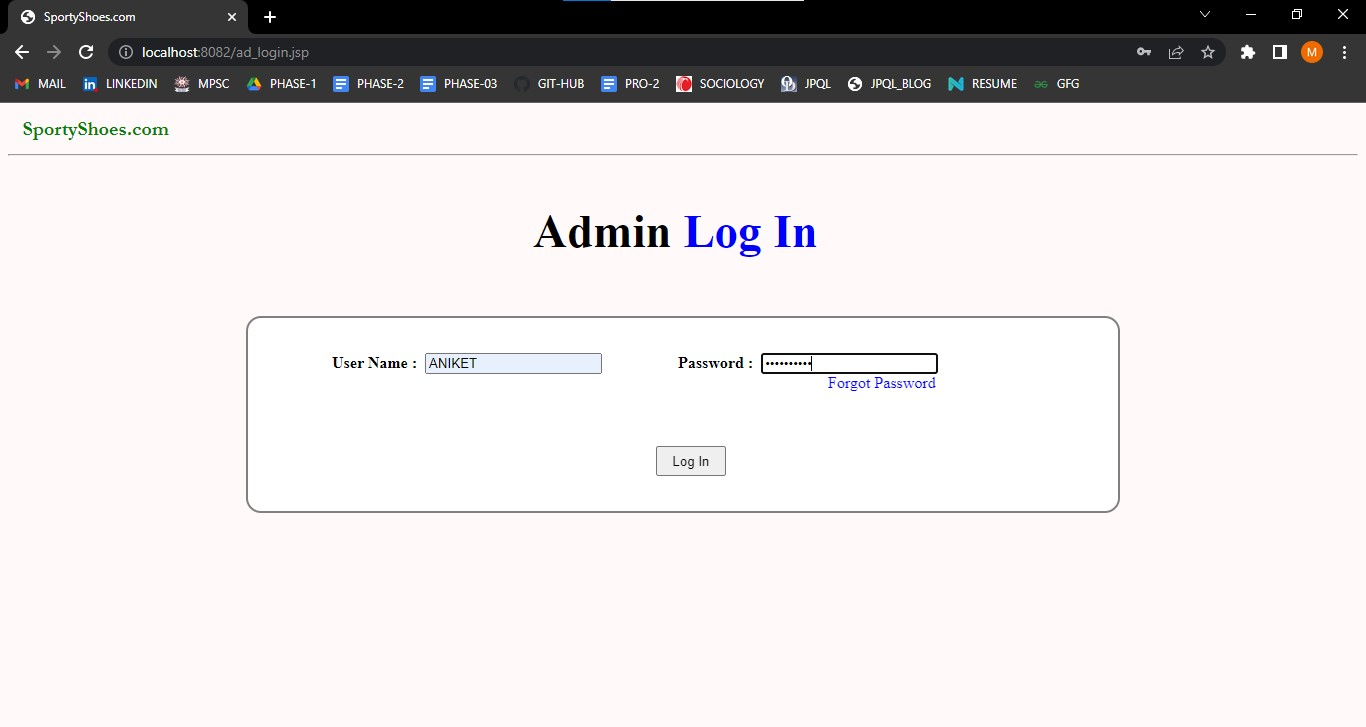 SportyShoes.com
localhost:8082/ad_login.jsp
M
MAIL LINKEDIN MPSC PHASE-1 PHASE-2 PHASE-03 GIT-HUB PRO-2 SOCIOLOGY JPQL JPQL_BLOG RESUME GFG
SportyShoes.com
Admin Log In
User Name : ANIKET Password : ••••••••••
Forgot Password
Log In